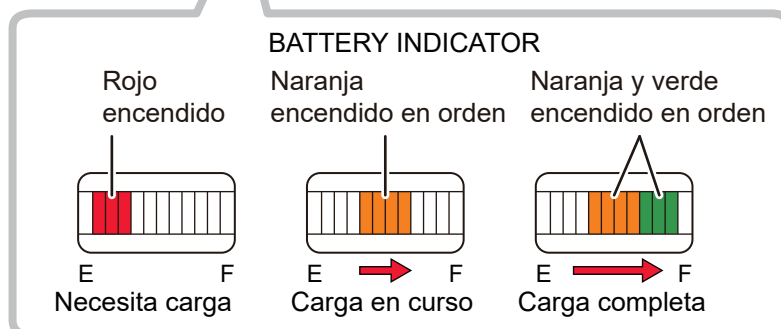 BATTERY INDICATOR
Rojo
encendido
Naranja
encendido en orden
Naranja y verde
encendido en orden
E F
Necesita carga
E F
Carga en curso
E F
Carga completa